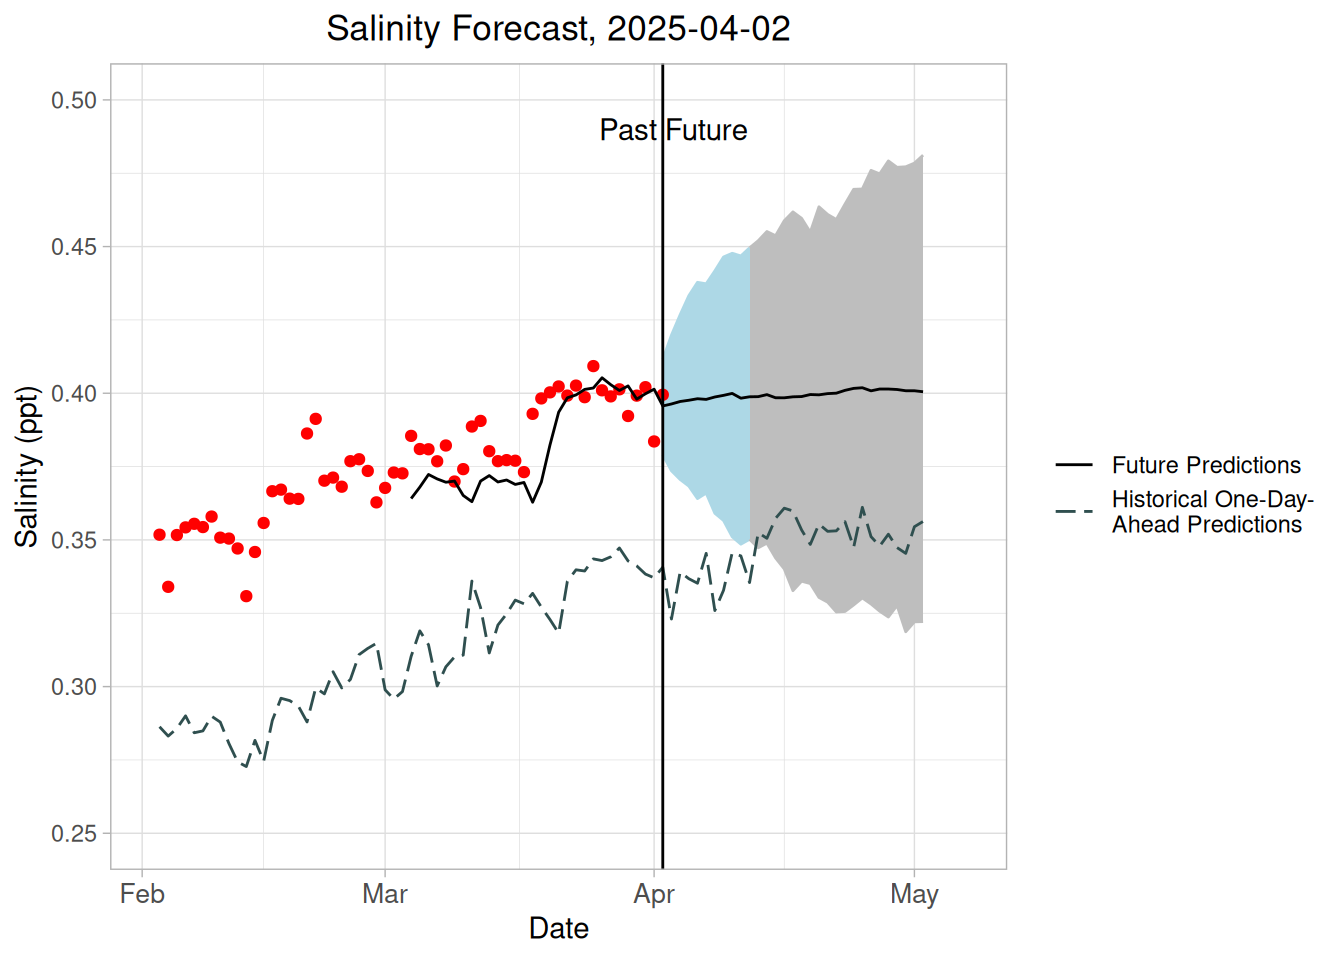 Salinity Forecast, 2025-04-02
Past Future
0.50
0.45
0.40
0.35
0.30
0.25
Salinity (ppt)
Feb Mar Apr May
Date
Future Predictions
Historical One-Day-
Ahead Predictions